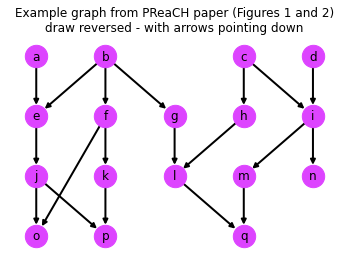 Example graph from PReaCH paper (Figures 1 and 2)
draw reversed - with arrows pointing down
a b c d
e f g h i
j k l m n
o p q